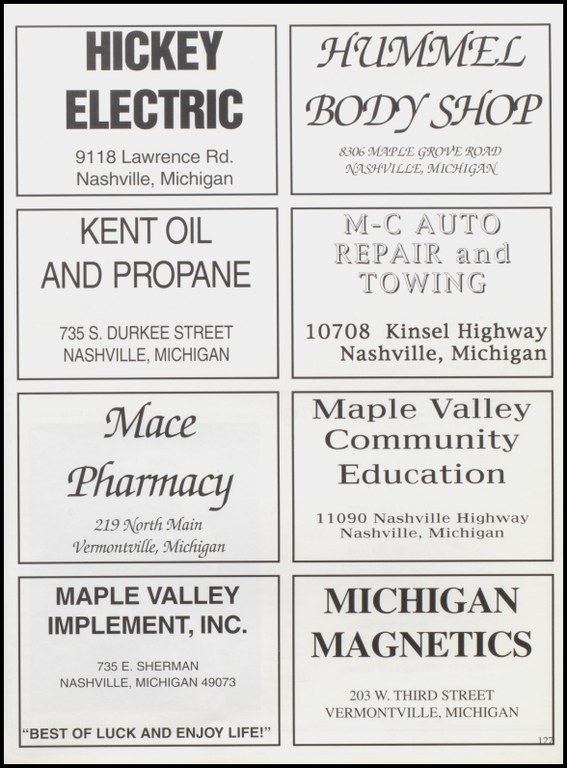 HICKEY
ELECTRIC
9118 Lawrence Rd.
Nashville, Michigan
HUMMEL
BODY SHOP
8306 MAPLE GROVE ROAD
NASHVILLE, MICHIGAN
KENT OIL
AND PROPANE
735 S. DURKEE STREET
NASHVILLE, MICHIGAN
M-C AUTO
REPAIR and
TOWING
10708 Kinsel Highway
Nashville, Michigan
Mace
Pharmacy
219 North Main
Vermontville, Michigan
Maple Valley
Community
Education
11090 Nashville Highway
Nashville, Michigan
MAPLE VALLEY
IMPLEMENT, INC.
735 E. SHERMAN
NASHVILLE, MICHIGAN 49073
"BEST OF LUCK AND ENJOY LIFE!"
MICHIGAN
MAGNETICS
203 W. THIRD STREET
VERMONTVILLE, MICHIGAN
127